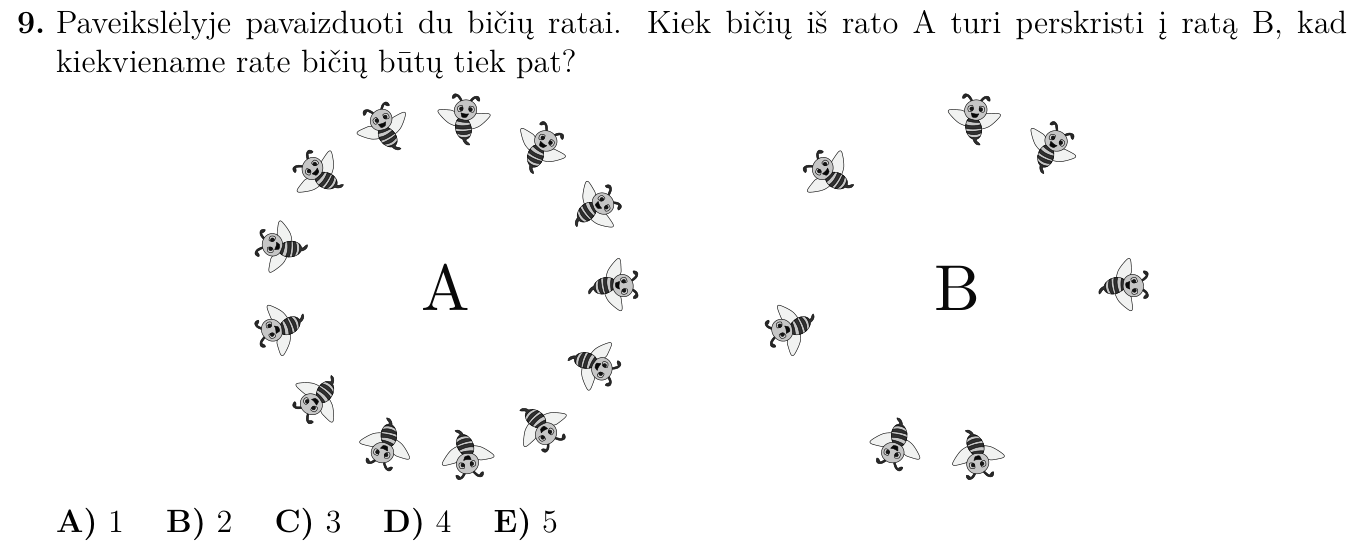 9. Paveikslėlyje pavaizduoti du bičių ratai. Kiek bičių iš rato A turi perskristi į ratą B, kad
kiekviename rate bičių būtų tiek pat?
A B
A) 1 B) 2 C) 3 D) 4 E) 5